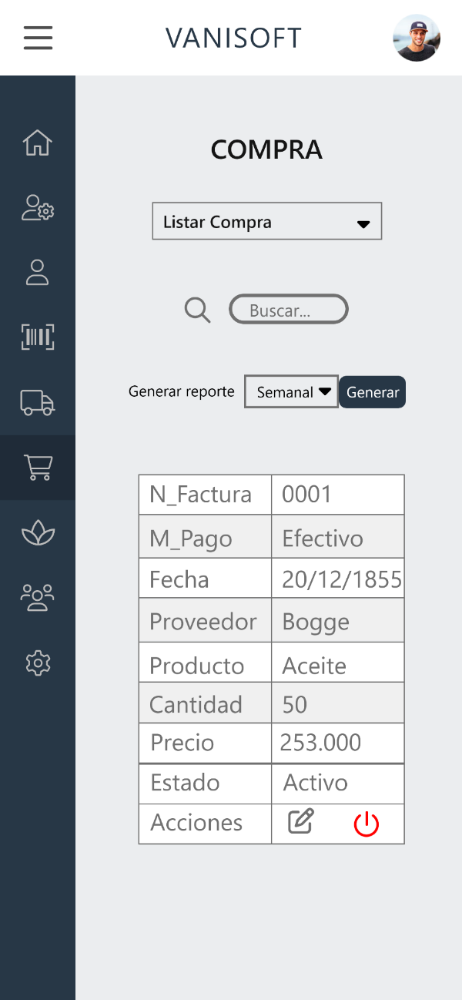 VANISOFT
COMPRA
Listar Compra
Buscar...
Generar reporte Semanal Generar
N_Factura 0001
M_Pago Efectivo
Fecha 20/12/1855
Proveedor Bogge
Producto Aceite
Cantidad 50
Precio 253.000
Estado Activo
Acciones